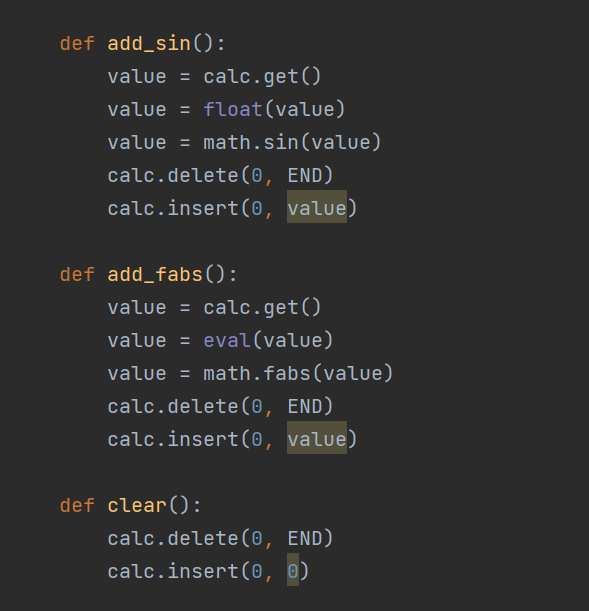 def add_sin():
    value = calc.get()
    value = float(value)
    value = math.sin(value)
    calc.delete(0, END)
    calc.insert(0, value)
def add_fabs():
    value = calc.get()
    value = eval(value)
    value = math.fabs(value)
    calc.delete(0, END)
    calc.insert(0, value)
def clear():
    calc.delete(0, END)
    calc.insert(0, 0)